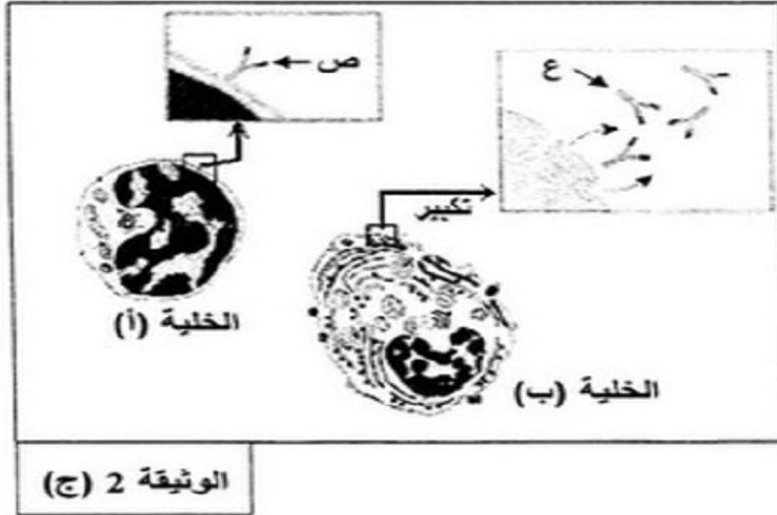 ص
ع
تكبير
الخلية (أ)
الخلية (ب)
الوثيقة 2 (ج)